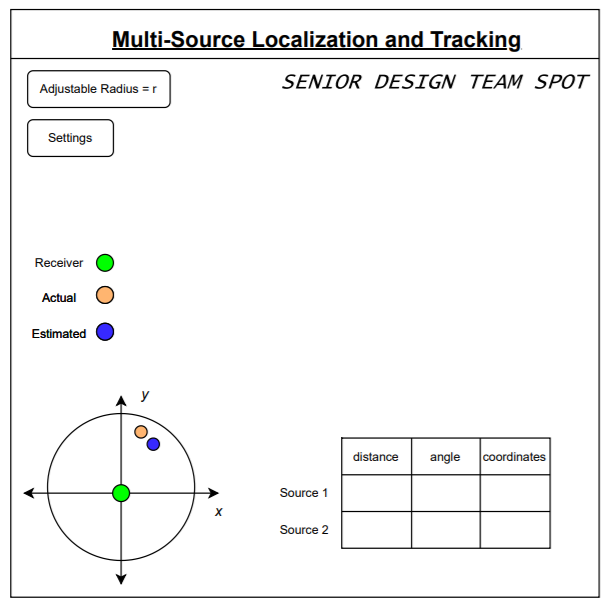 Multi-Source Localization and Tracking
Adjustable Radius = r
SENIOR DESIGN TEAM SPOT
Settings
Receiver
Actual
Estimated
y
x
distance angle coordinates
Source 1
Source 2